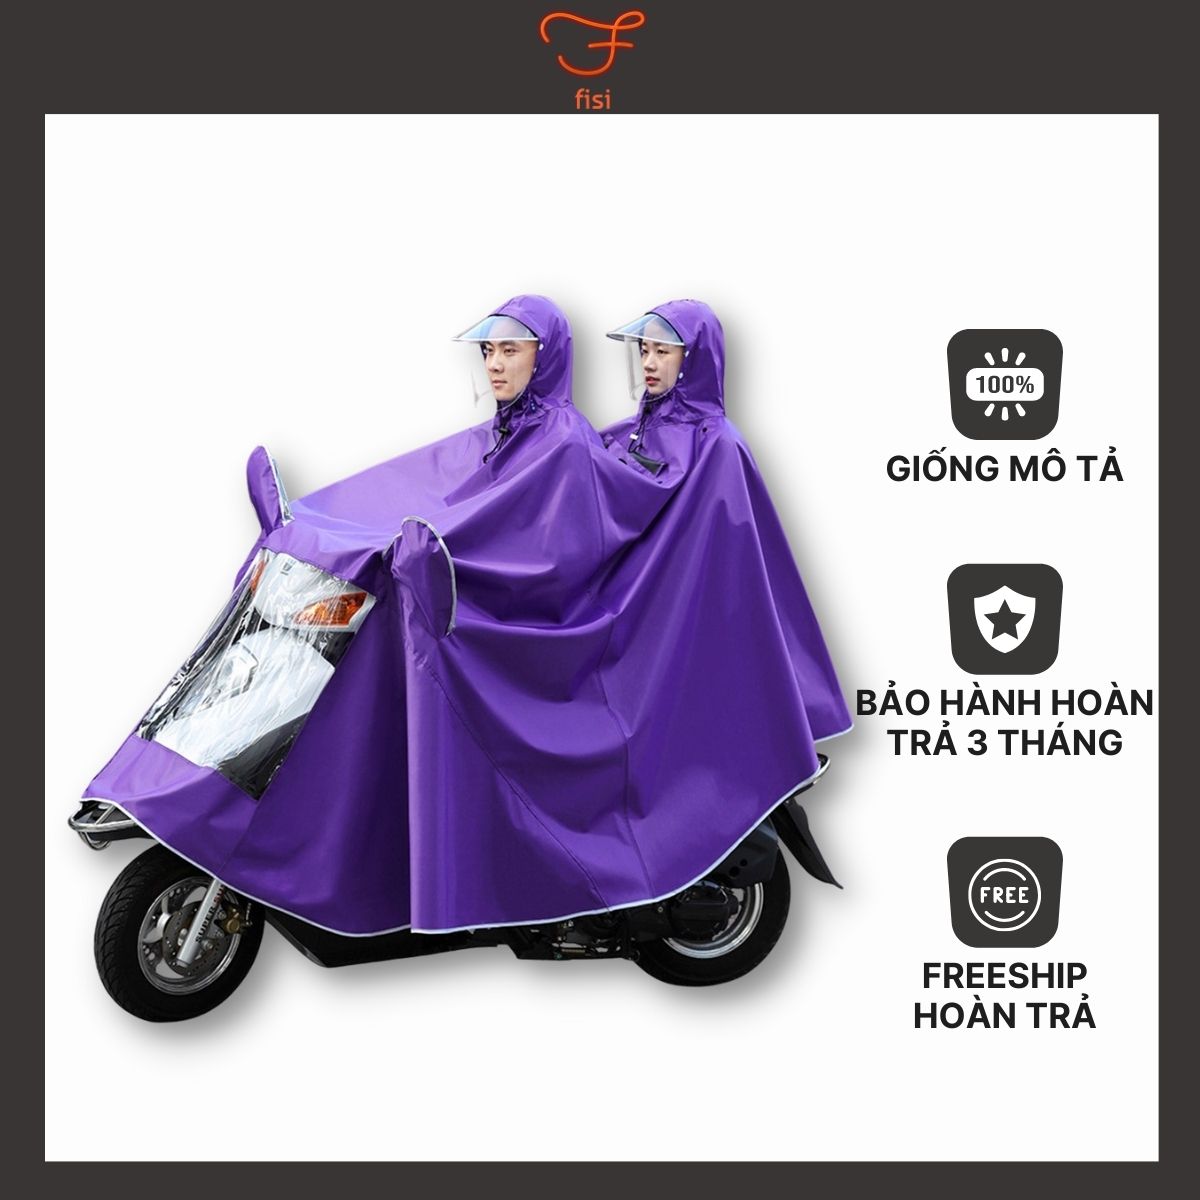 fisi
100%
GIỐNG MÔ TẢ
BẢO HÀNH HOÀN
TRẢ 3 THÁNG
FREE
FREESHIP
HOÀN TRẢ